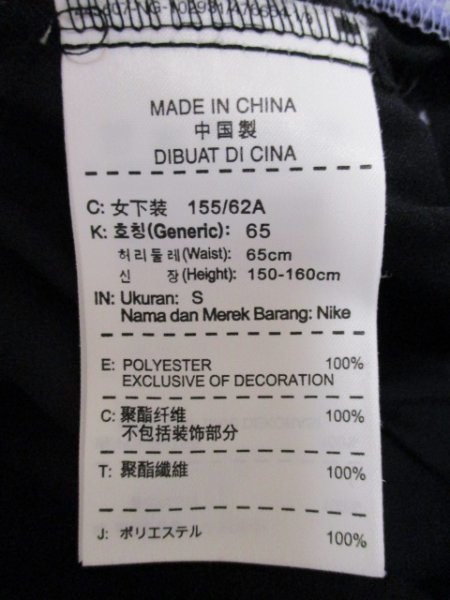 MADE IN CHINA
中国製
DIBUAT DI CINA
C: 女下装 155/62A
K: 호칭(Generic): 65
허리둘레(Waist): 65cm
신 장(Height): 150-160cm
IN: Ukuran: S
Nama dan Merek Barang: Nike
E: POLYESTER 100%
EXCLUSIVE OF DECORATION
C: 聚酯纤维 100%
不包括装饰部分
T: 聚酯纖維 100%
J: ポリエステル 100%